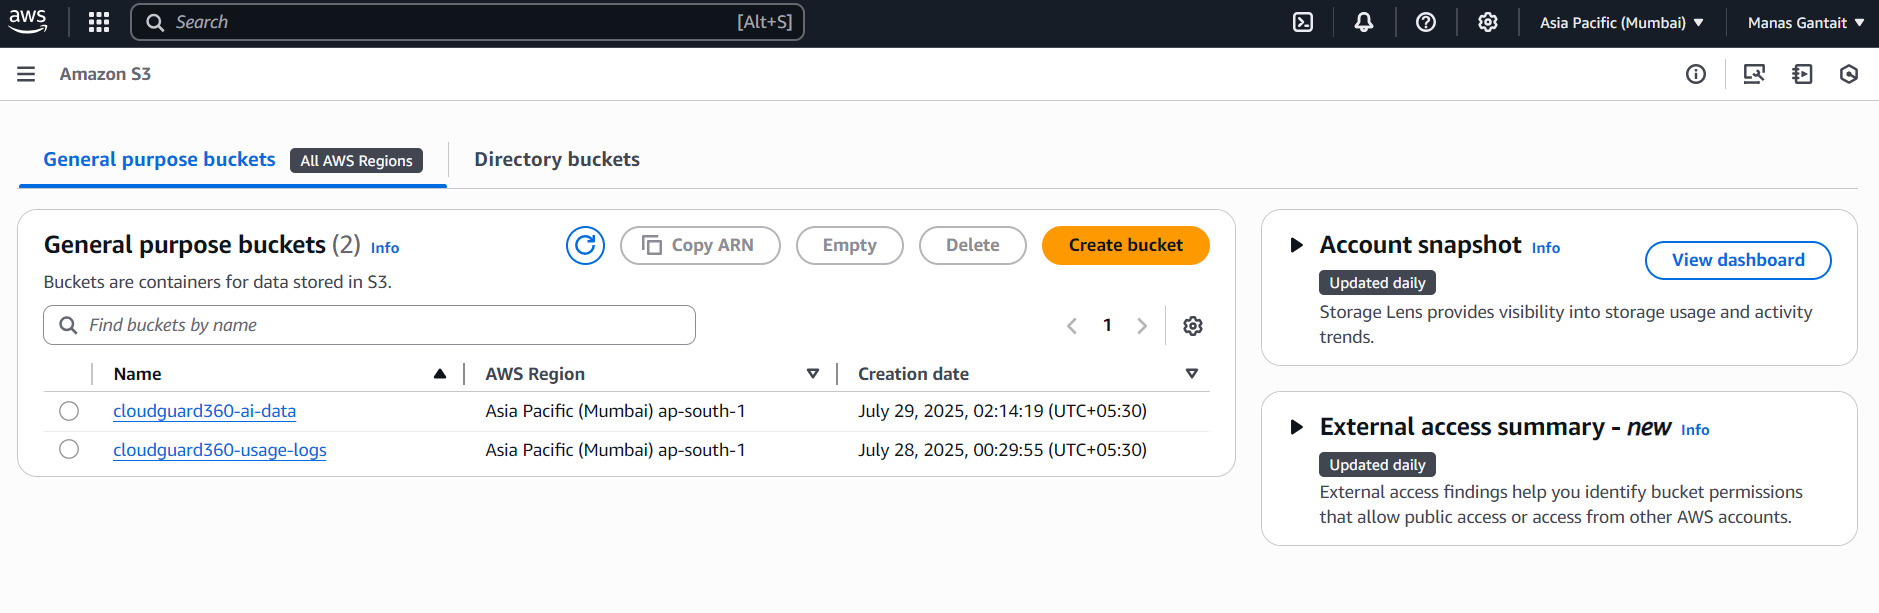 aws
Search [Alt+S]
Asia Pacific (Mumbai)
Manas Gantait
Amazon S3
General purpose buckets All AWS Regions
Directory buckets
General purpose buckets (2) Info
Copy ARN
Empty
Delete
Create bucket
Buckets are containers for data stored in S3.
Find buckets by name
1
Name AWS Region Creation date
cloudguard360-ai-data Asia Pacific (Mumbai) ap-south-1 July 29, 2025, 02:14:19 (UTC+05:30)
cloudguard360-usage-logs Asia Pacific (Mumbai) ap-south-1 July 28, 2025, 00:29:55 (UTC+05:30)
Account snapshot Info
View dashboard
Updated daily
Storage Lens provides visibility into storage usage and activity
trends.
External access summary - new Info
Updated daily
External access findings help you identify bucket permissions
that allow public access or access from other AWS accounts.